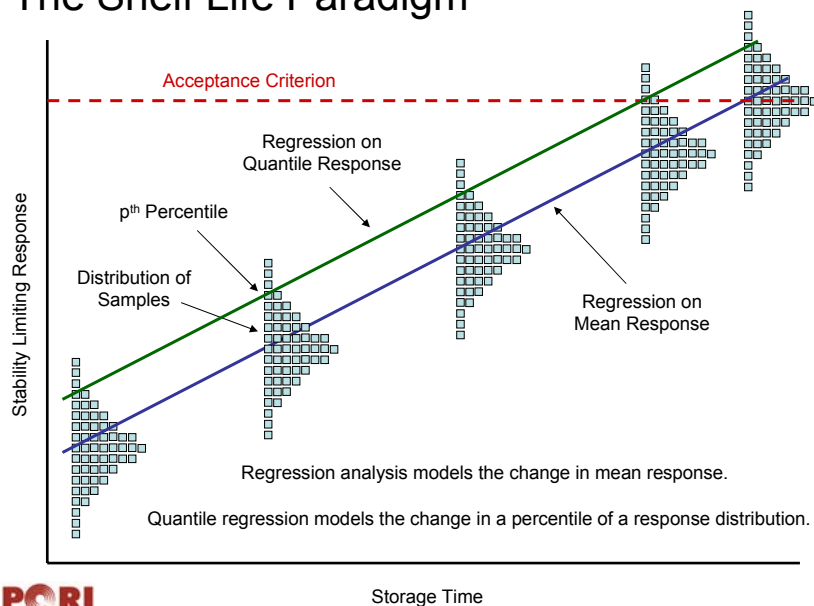 The Shelf Life Paradigm
Acceptance Criterion
Regression on
Quantile Response
pth Percentile
Distribution of
Samples
Regression on
Mean Response
Stability Limiting Response
Regression analysis models the change in mean response.
Quantile regression models the change in a percentile of a response distribution.
PQRI
Storage Time